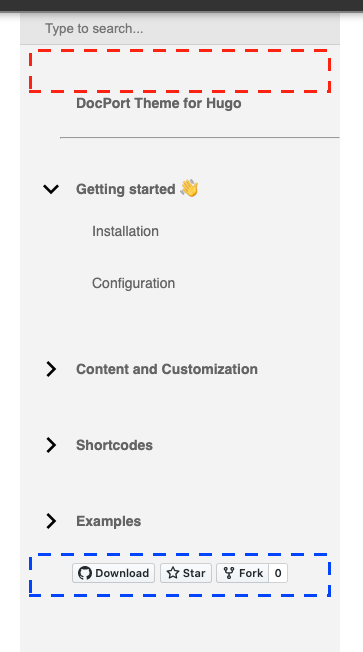 Type to search...
DocPort Theme for Hugo
Getting started 👋
Installation
Configuration
Content and Customization
Shortcodes
Examples
Download Star Fork 0